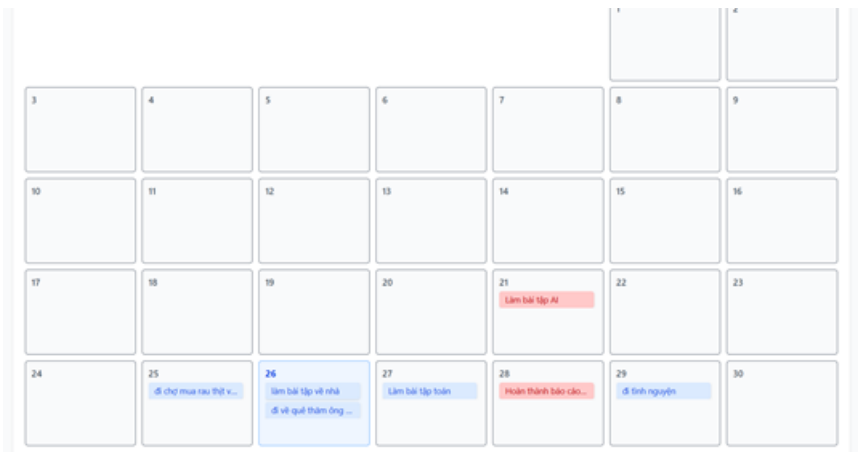 1 2
3 4 5 6 7 8 9
10 11 12 13 14 15 16
17 18 19 20 21 22 23
Làm bài tập AI
24 25 26 27 28 29 30
đi chợ mua rau thịt v... làm bài tập về nhà Làm bài tập toán Hoàn thành báo cáo... đi tình nguyện
đi về quê thăm ông ...